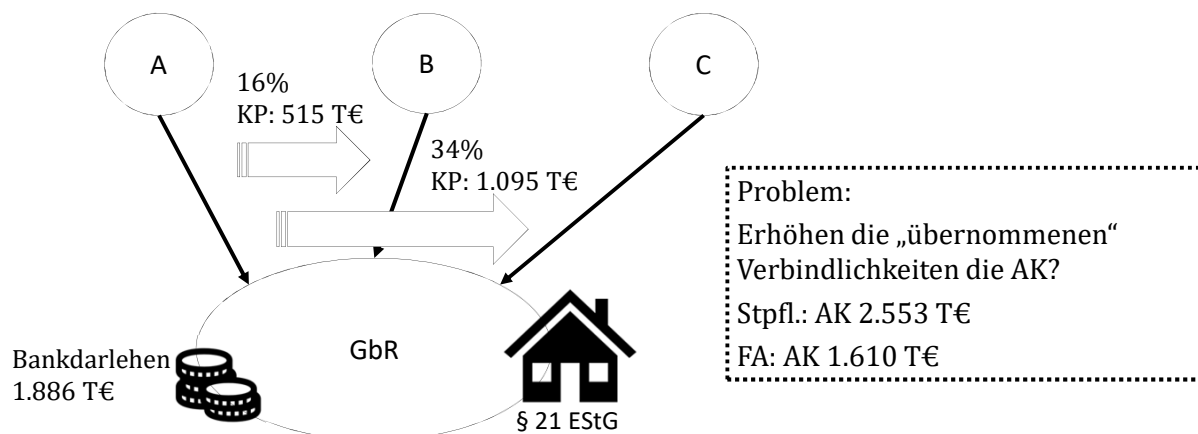 A
B
C
16%
KP: 515 T€
34%
KP: 1.095 T€
Problem:
Erhöhen die „übernommenen“
Verbindlichkeiten die AK?
Stpfl.: AK 2.553 T€
FA: AK 1.610 T€
Bankdarlehen
1.886 T€
GbR
§ 21 EStG